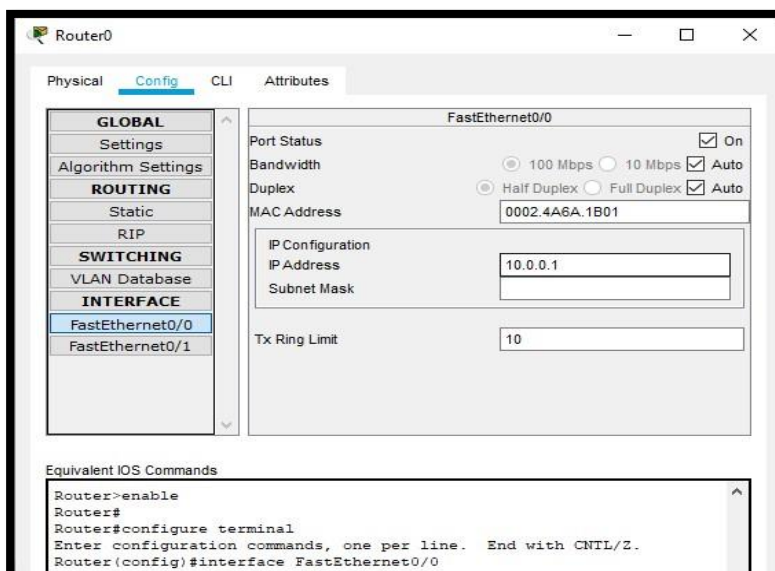 Router0
Physical Config CLI Attributes
GLOBAL
Settings
Algorithm Settings
ROUTING
Static
RIP
SWITCHING
VLAN Database
INTERFACE
FastEthernet0/0
FastEthernet0/1
FastEthernet0/0
Port Status On
Bandwidth 100 Mbps 10 Mbps Auto
Duplex Half Duplex Full Duplex Auto
MAC Address 0002.4A6A.1B01
IP Configuration
IP Address 10.0.0.1
Subnet Mask
Tx Ring Limit 10
Equivalent IOS Commands
Router>enable
Router#
Router#configure terminal
Enter configuration commands, one per line. End with CNTL/Z.
Router(config)#interface FastEthernet0/0